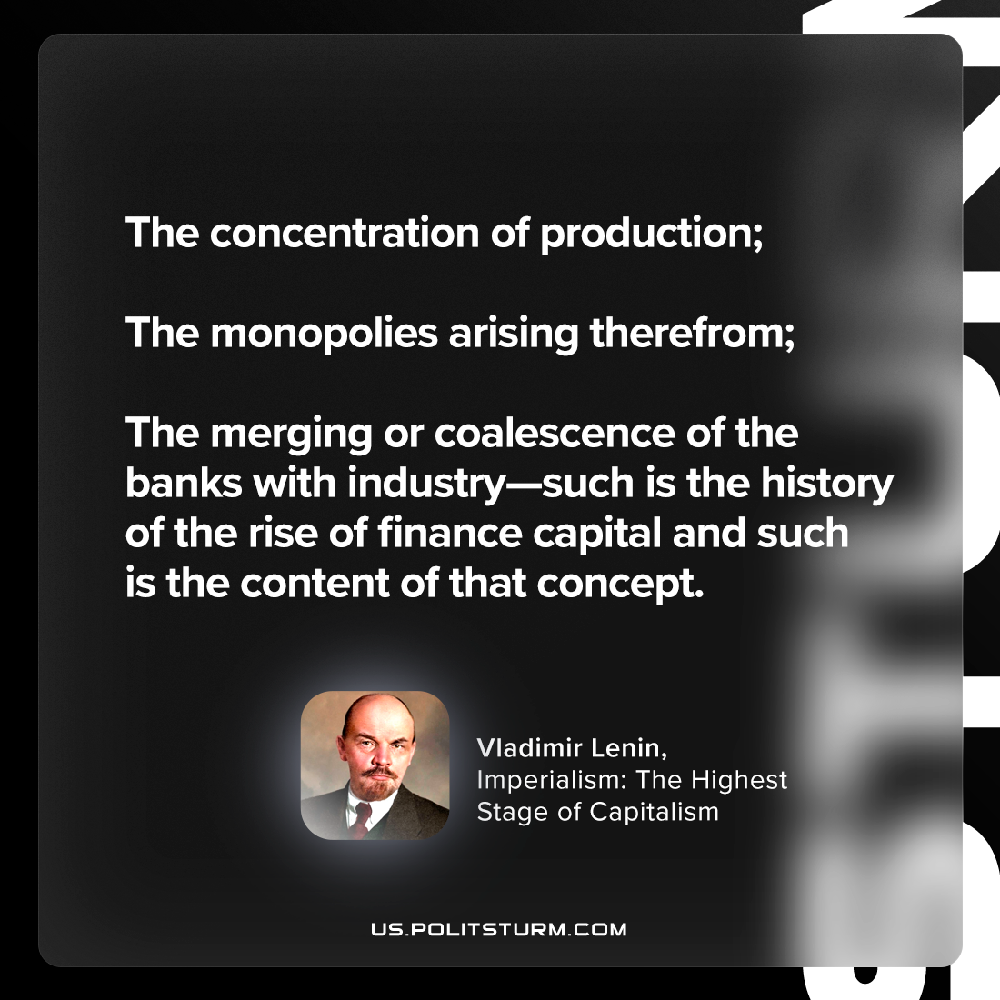 The concentration of production;
The monopolies arising therefrom;
The merging or coalescence of the
banks with industry—such is the history
of the rise of finance capital and such
is the content of that concept.
Vladimir Lenin,
Imperialism: The Highest
Stage of Capitalism
US.POLITSTURM.COM